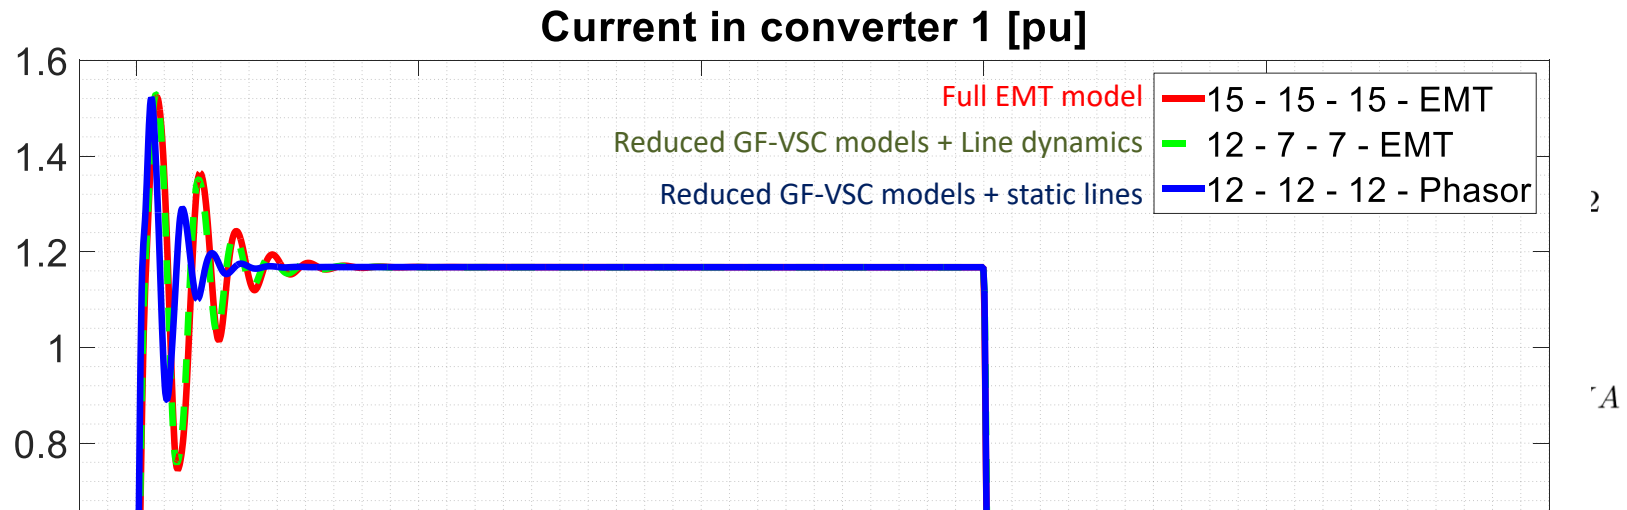 Current in converter 1 [pu]
1.6
1.4
1.2
1
0.8
Full EMT model
Reduced GF-VSC models + Line dynamics
Reduced GF-VSC models + static lines
15 - 15 - 15 - EMT
12 - 7 - 7 - EMT
12 - 12 - 12 - Phasor
2
A